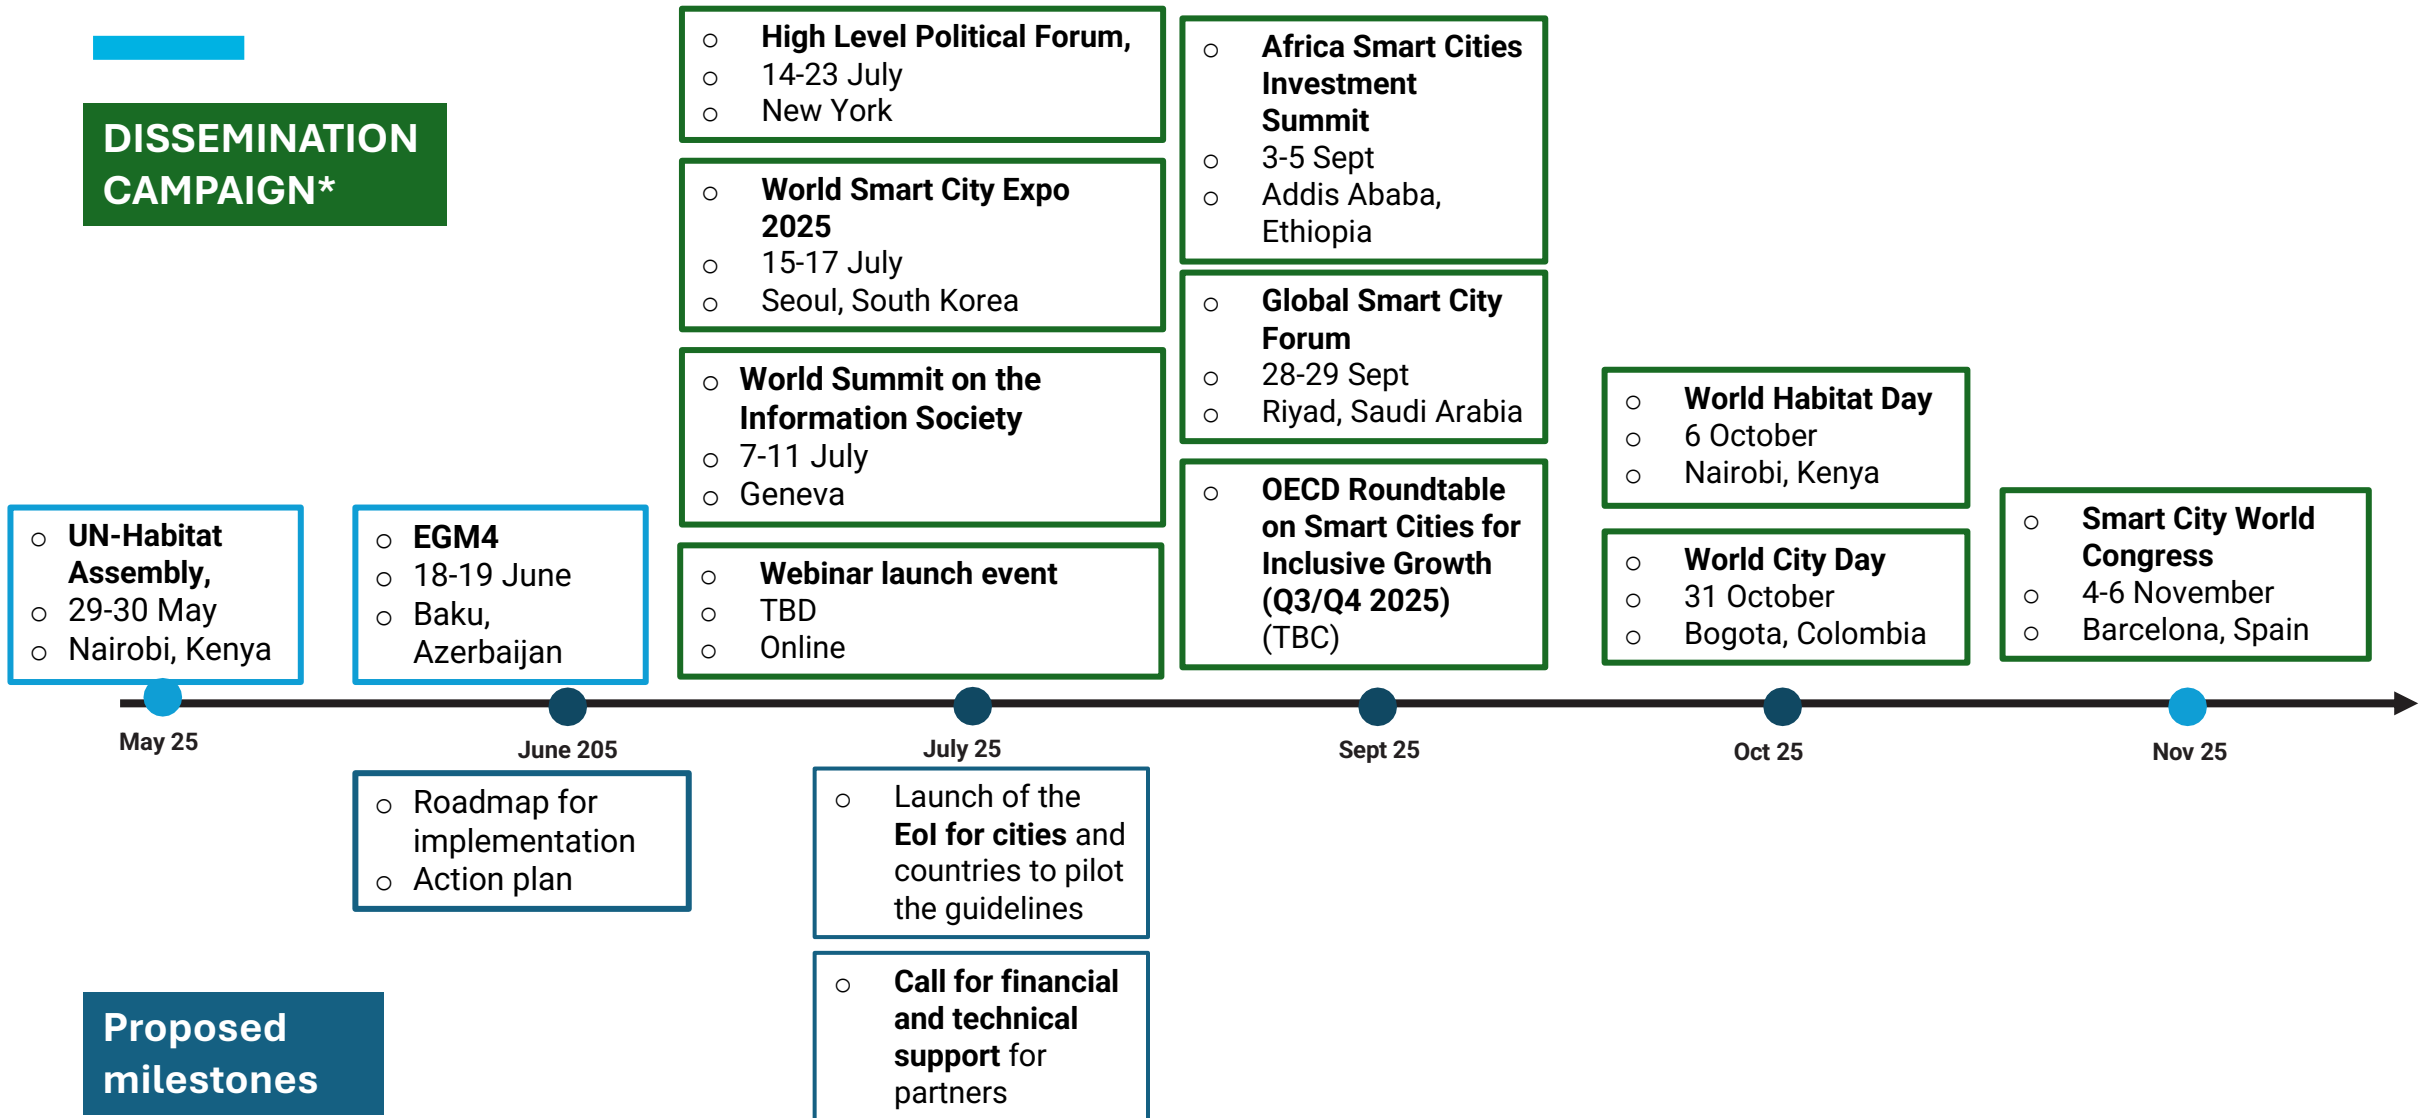 DISSEMINATION
CAMPAIGN*
○ High Level Political Forum,
○ 14-23 July
○ New York
○ World Smart City Expo
2025
○ 15-17 July
○ Seoul, South Korea
○ World Summit on the
Information Society
○ 7-11 July
○ Geneva
○ Webinar launch event
○ TBD
○ Online
○ Africa Smart Cities
Investment
Summit
○ 3-5 Sept
○ Addis Ababa,
Ethiopia
○ Global Smart City
Forum
○ 28-29 Sept
○ Riyad, Saudi Arabia
○ OECD Roundtable
on Smart Cities for
Inclusive Growth
(Q3/Q4 2025)
(TBC)
○ World Habitat Day
○ 6 October
○ Nairobi, Kenya
○ World City Day
○ 31 October
○ Bogota, Colombia
○ Smart City World
Congress
○ 4-6 November
○ Barcelona, Spain
○ UN-Habitat
Assembly,
○ 29-30 May
○ Nairobi, Kenya
○ EGM4
○ 18-19 June
○ Baku,
Azerbaijan
May 25
June 205
July 25
Sept 25
Oct 25
Nov 25
○ Roadmap for
implementation
○ Action plan
○ Launch of the
EoI for cities and
countries to pilot
the guidelines
○ Call for financial
and technical
support for
partners
Proposed
milestones